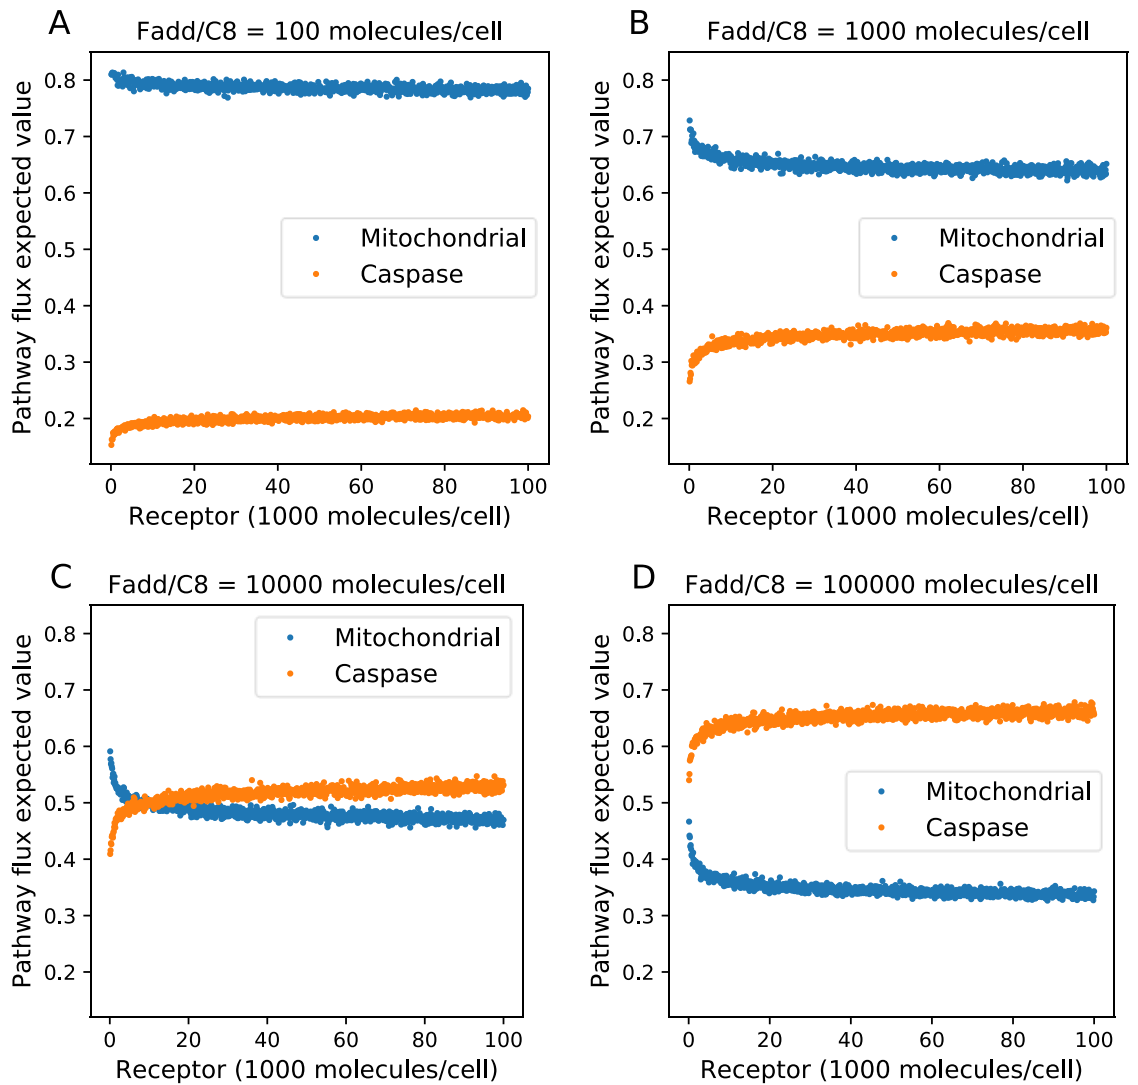 A
Fadd/C8 = 100 molecules/cell
Pathway flux expected value
0.8
0.7
0.6
0.5
0.4
0.3
0.2
Mitochondrial
Caspase
0 20 40 60 80 100
Receptor (1000 molecules/cell)
B
Fadd/C8 = 1000 molecules/cell
Pathway flux expected value
0.8
0.7
0.6
0.5
0.4
0.3
0.2
Mitochondrial
Caspase
0 20 40 60 80 100
Receptor (1000 molecules/cell)
C
Fadd/C8 = 10000 molecules/cell
Pathway flux expected value
0.8
0.7
0.6
0.5
0.4
0.3
0.2
Mitochondrial
Caspase
0 20 40 60 80 100
Receptor (1000 molecules/cell)
D
Fadd/C8 = 100000 molecules/cell
Pathway flux expected value
0.8
0.7
0.6
0.5
0.4
0.3
0.2
Mitochondrial
Caspase
0 20 40 60 80 100
Receptor (1000 molecules/cell)